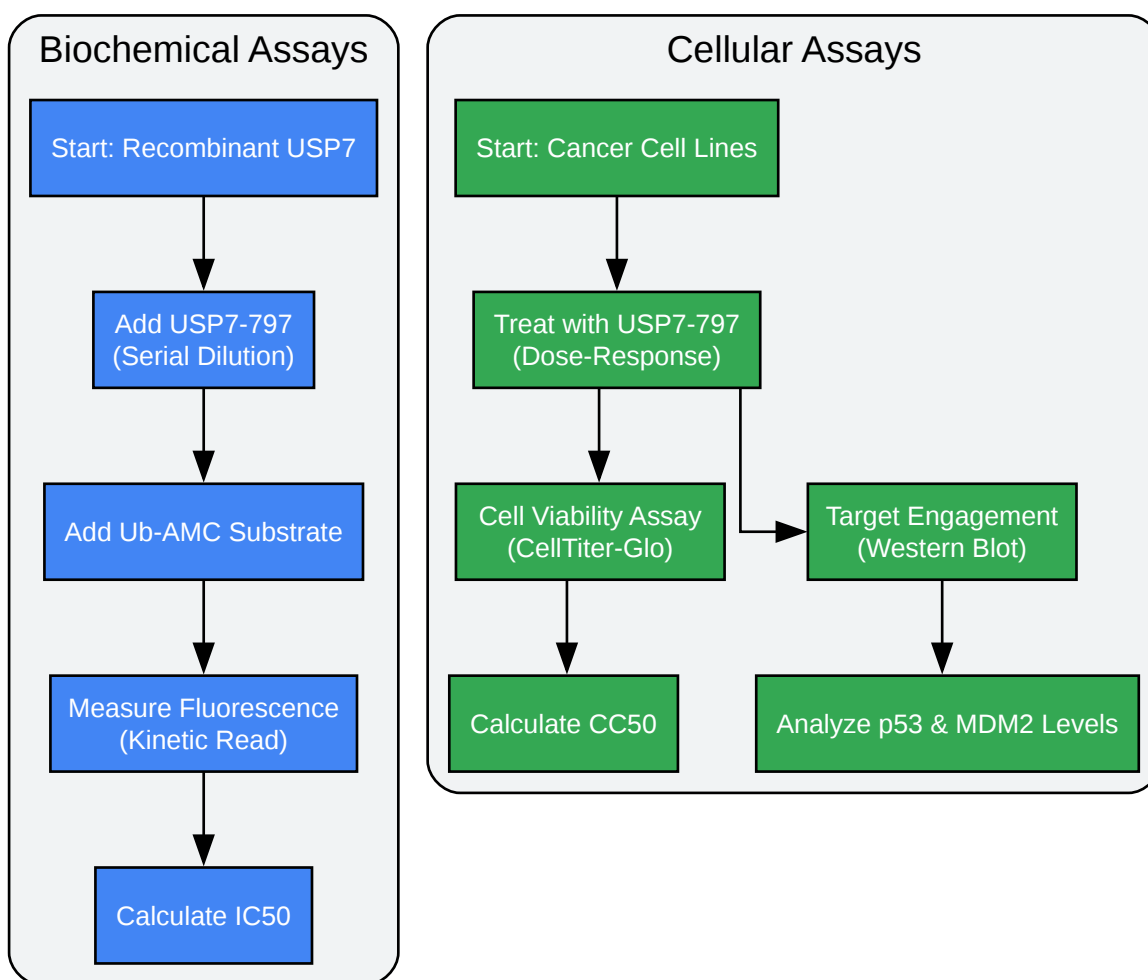 Biochemical Assays
Start: Recombinant USP7
Add USP7-797
(Serial Dilution)
Add Ub-AMC Substrate
Measure Fluorescence
(Kinetic Read)
Calculate IC50
Cellular Assays
Start: Cancer Cell Lines
Treat with USP7-797
(Dose-Response)
Cell Viability Assay
(CellTiter-Glo)
Target Engagement
(Western Blot)
Calculate CC50
Analyze p53 & MDM2 Levels